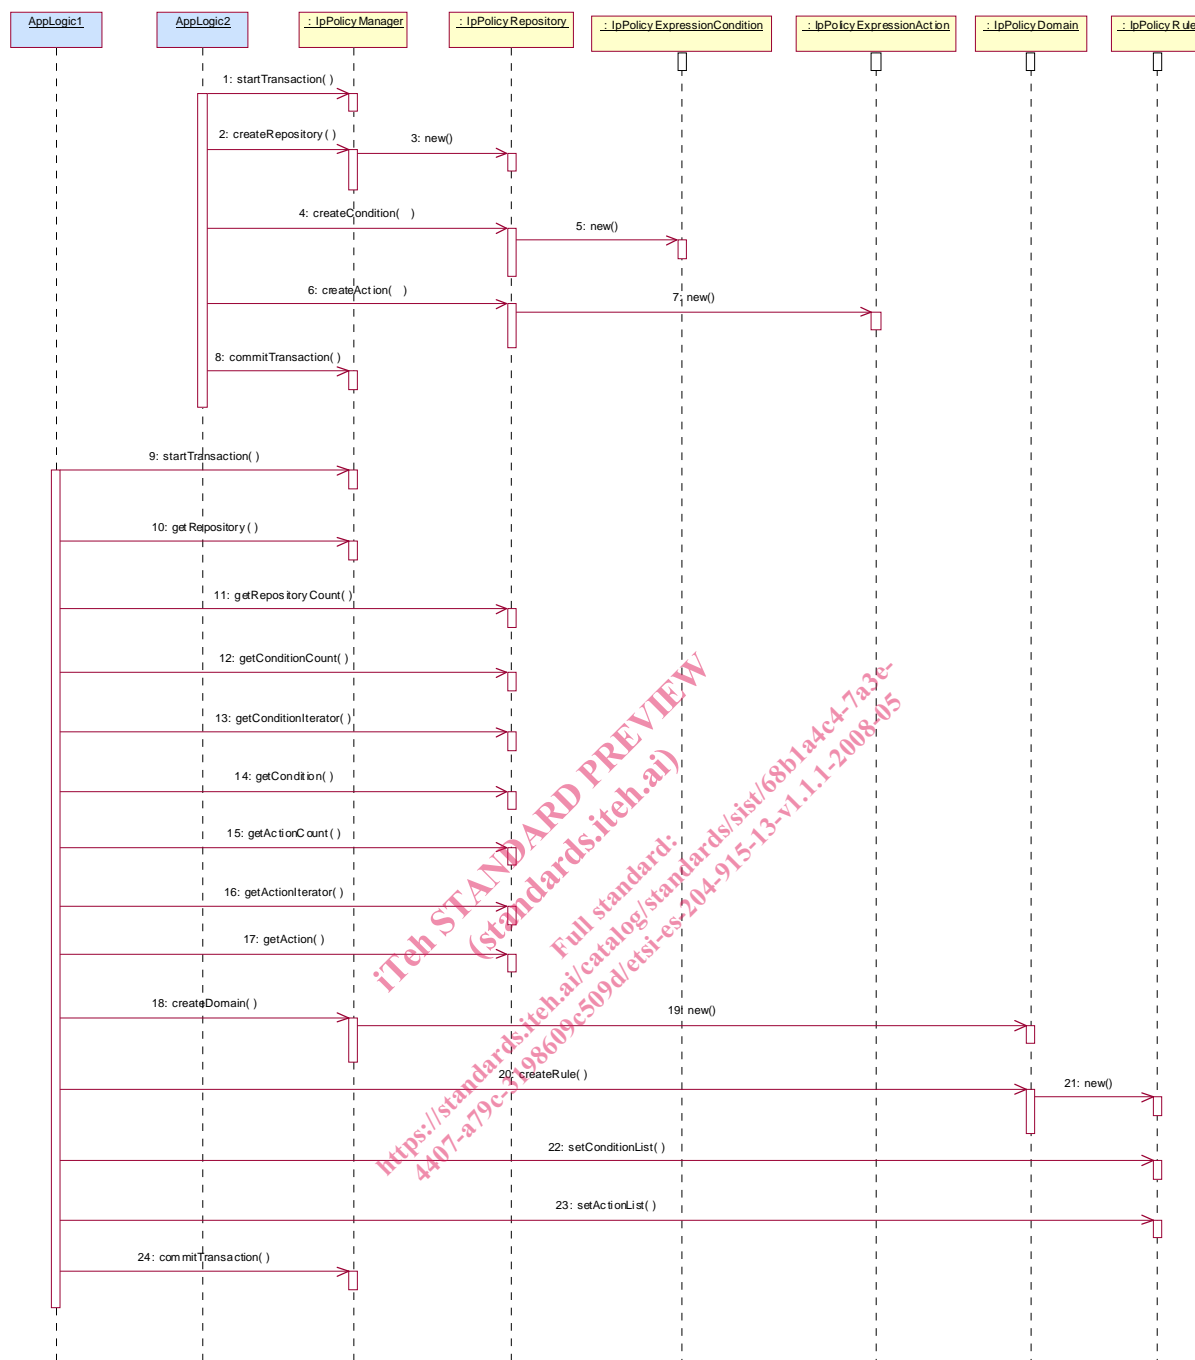 AppLogic1
AppLogic2
: IpPolicyManager
: IpPolicyRepository
: IpPolicyExpressionCondition
: IpPolicyExpressionAction
: IpPolicyDomain
: IpPolicyRule
1: startTransaction( )
2: createRepository( )
3: new()
4: createCondition( )
5: new()
6: createAction( )
7: new()
8: commitTransaction( )
9: startTransaction( )
10: getRepository( )
11: getRepositoryCount( )
12: getConditionCount( )
13: getConditionIterator( )
14: getCondition( )
15: getActionCount( )
16: getActionIterator( )
17: getAction( )
18: createDomain( )
19: new()
20: createRule( )
21: new()
22: setConditionList( )
23: setActionList( )
24: commitTransaction( )
iTeh STANDARD PREVIEW
(standards.iteh.ai)
Full standard:
https://standards.iteh.ai/catalog/standards/sist/68b1a4c4-7a3e-
4407-a79c-3198609c509d/etsi-es-204-915-13-v1.1.1-2008-05